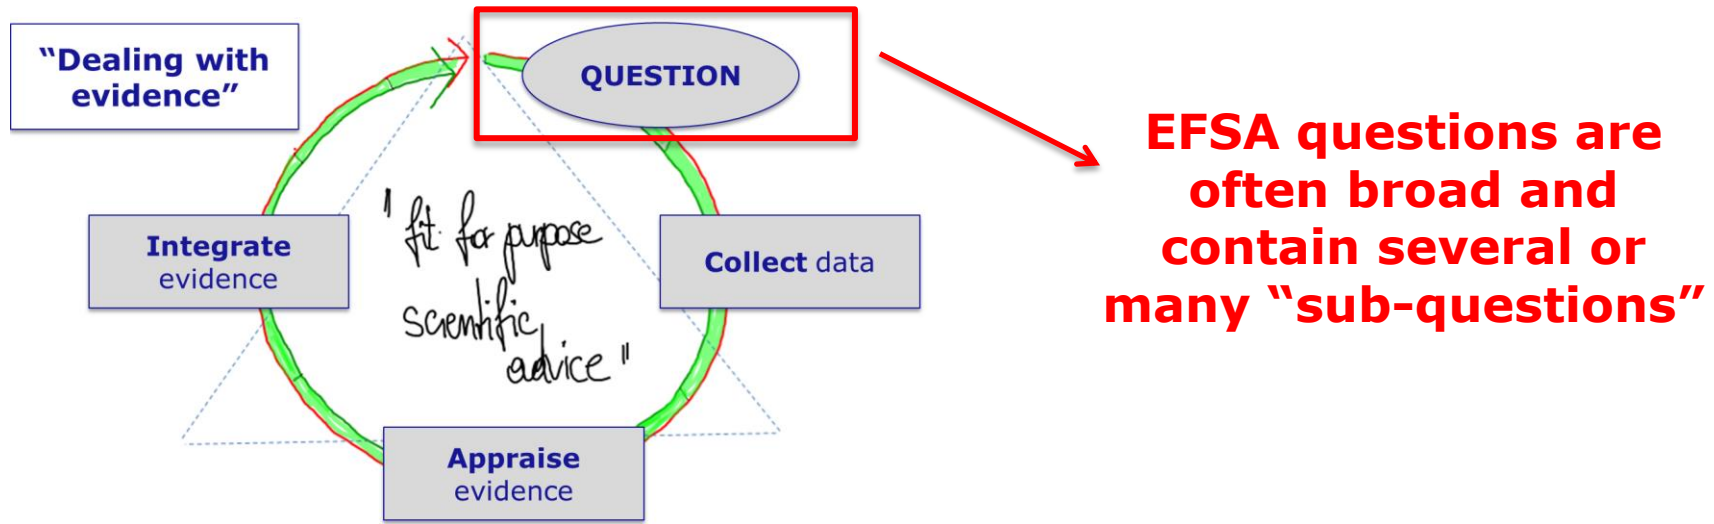 “Dealing with
evidence”
QUESTION
EFSA questions are
often broad and
contain several or
many “sub-questions”
Integrate
evidence
"fit for purpose
scientific
advice"
Collect data
Appraise
evidence